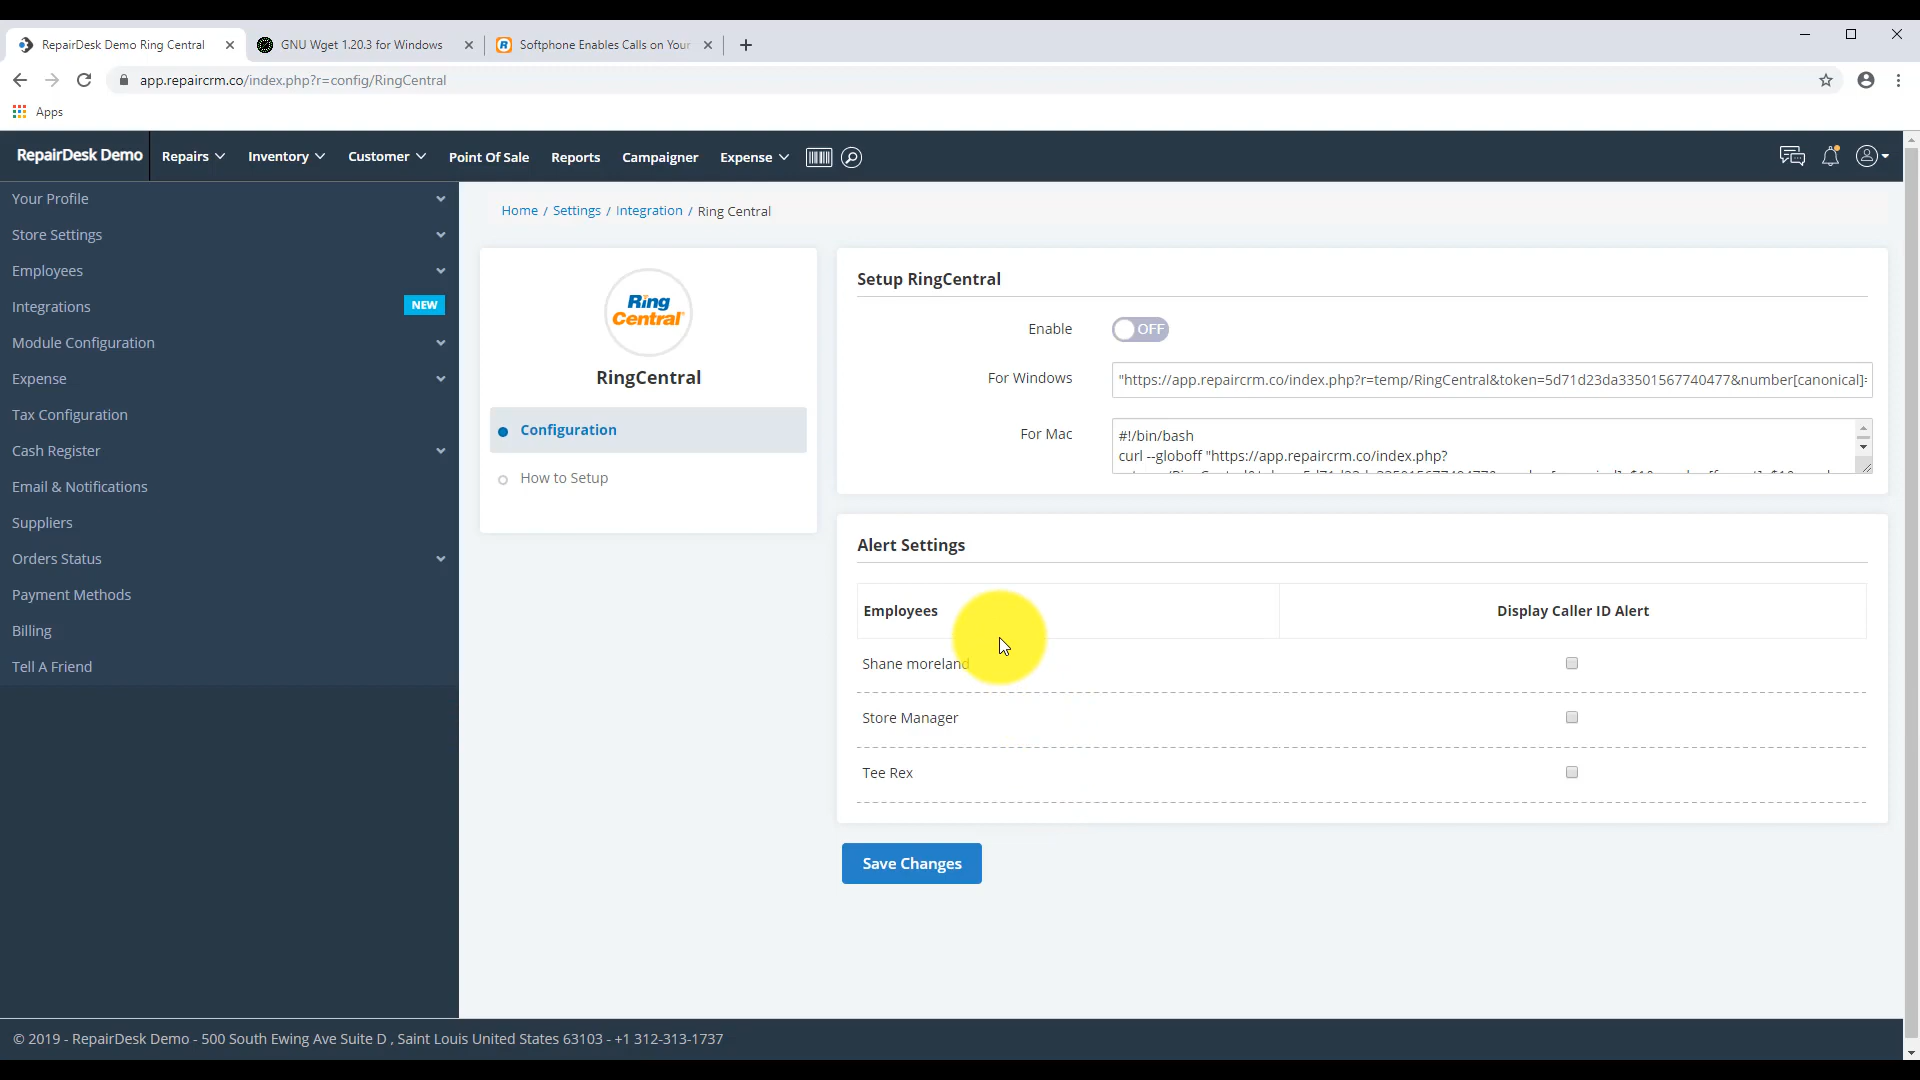 RepairDesk Demo Ring Central
GNU Wget 1.20.3 for Windows
Softphone Enables Calls on Your
app.repaircrm.co/index.php?r=config/RingCentral
Apps
RepairDesk Demo
Repairs
Inventory
Customer
Point Of Sale
Reports
Campaigner
Expense
Your Profile
Store Settings
Employees
Integrations
NEW
Module Configuration
Expense
Tax Configuration
Cash Register
Email & Notifications
Suppliers
Orders Status
Payment Methods
Billing
Tell A Friend
Home / Settings / Integration / Ring Central
Ring
Central
RingCentral
Configuration
How to Setup
Setup RingCentral
Enable
OFF
For Windows
"https://app.repaircrm.co/index.php?r=temp/RingCentral&token=5d71d23da33501567740477&number[canonical]=
For Mac
#!/bin/bash
curl --globoff "https://app.repaircrm.co/index.php?
Alert Settings
Employees
Display Caller ID Alert
Shane moreland
Store Manager
Tee Rex
Save Changes
© 2019 - RepairDesk Demo - 500 South Ewing Ave Suite D , Saint Louis United States 63103 - +1 312-313-1737